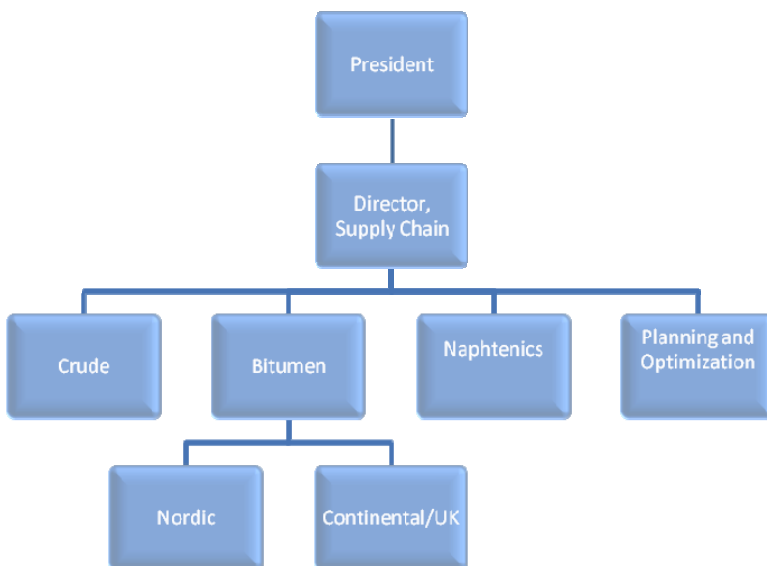 President
Director,
Supply Chain
Crude
Bitumen
Naphtenics
Planning and
Optimization
Nordic
Continental/UK